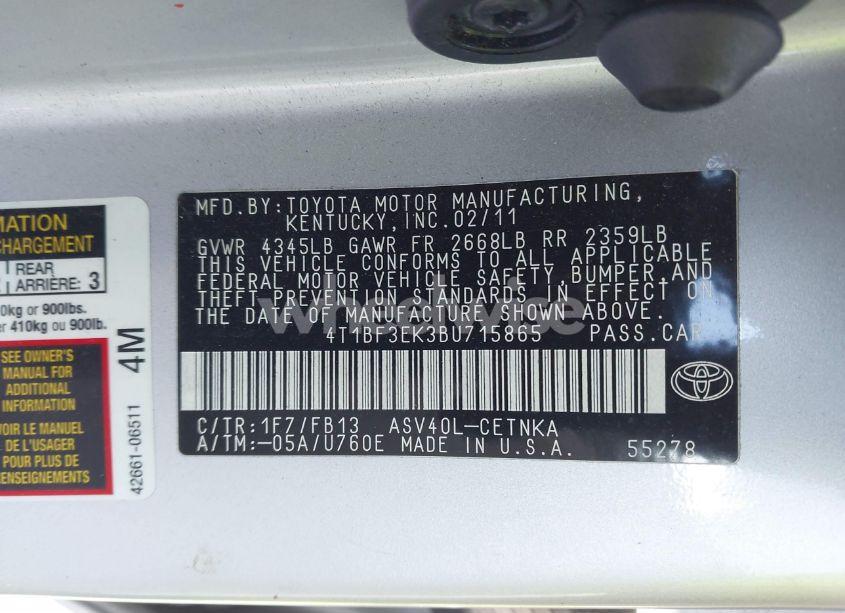 MATION
CHARGEMENT
REAR
ARRIÈRE: 3
0kg or 900lbs.
er 410kg ou 900lb.
SEE OWNER'S
MANUAL FOR
ADDITIONAL
INFORMATION
VOIR LE MANUEL
DE L'USAGER
POUR PLUS DE
RENSEIGNEMENTS
4M
42661-06511
MFD.BY:TOYOTA MOTOR MANUFACTURING,
KENTUCKY,INC.02/11
GVWR 4345LB GAWR FR 2668LB RR 2359LB
THIS VEHICLE CONFORMS TO ALL APPLICABLE
FEDERAL MOTOR VEHICLE SAFETY,BUMPER,AND
THEFT PREVENTION STANDARDS IN EFFECT ON
THE DATE OF MANUFACTURE SHOWN ABOVE.
4T1BF3EK3BU715865 PASS.CAR
C/TR:1F7/FB13 ASV40L-CETNKA
A/TM:-05A/U760E MADE IN U.S.A. 55278
wheelwise